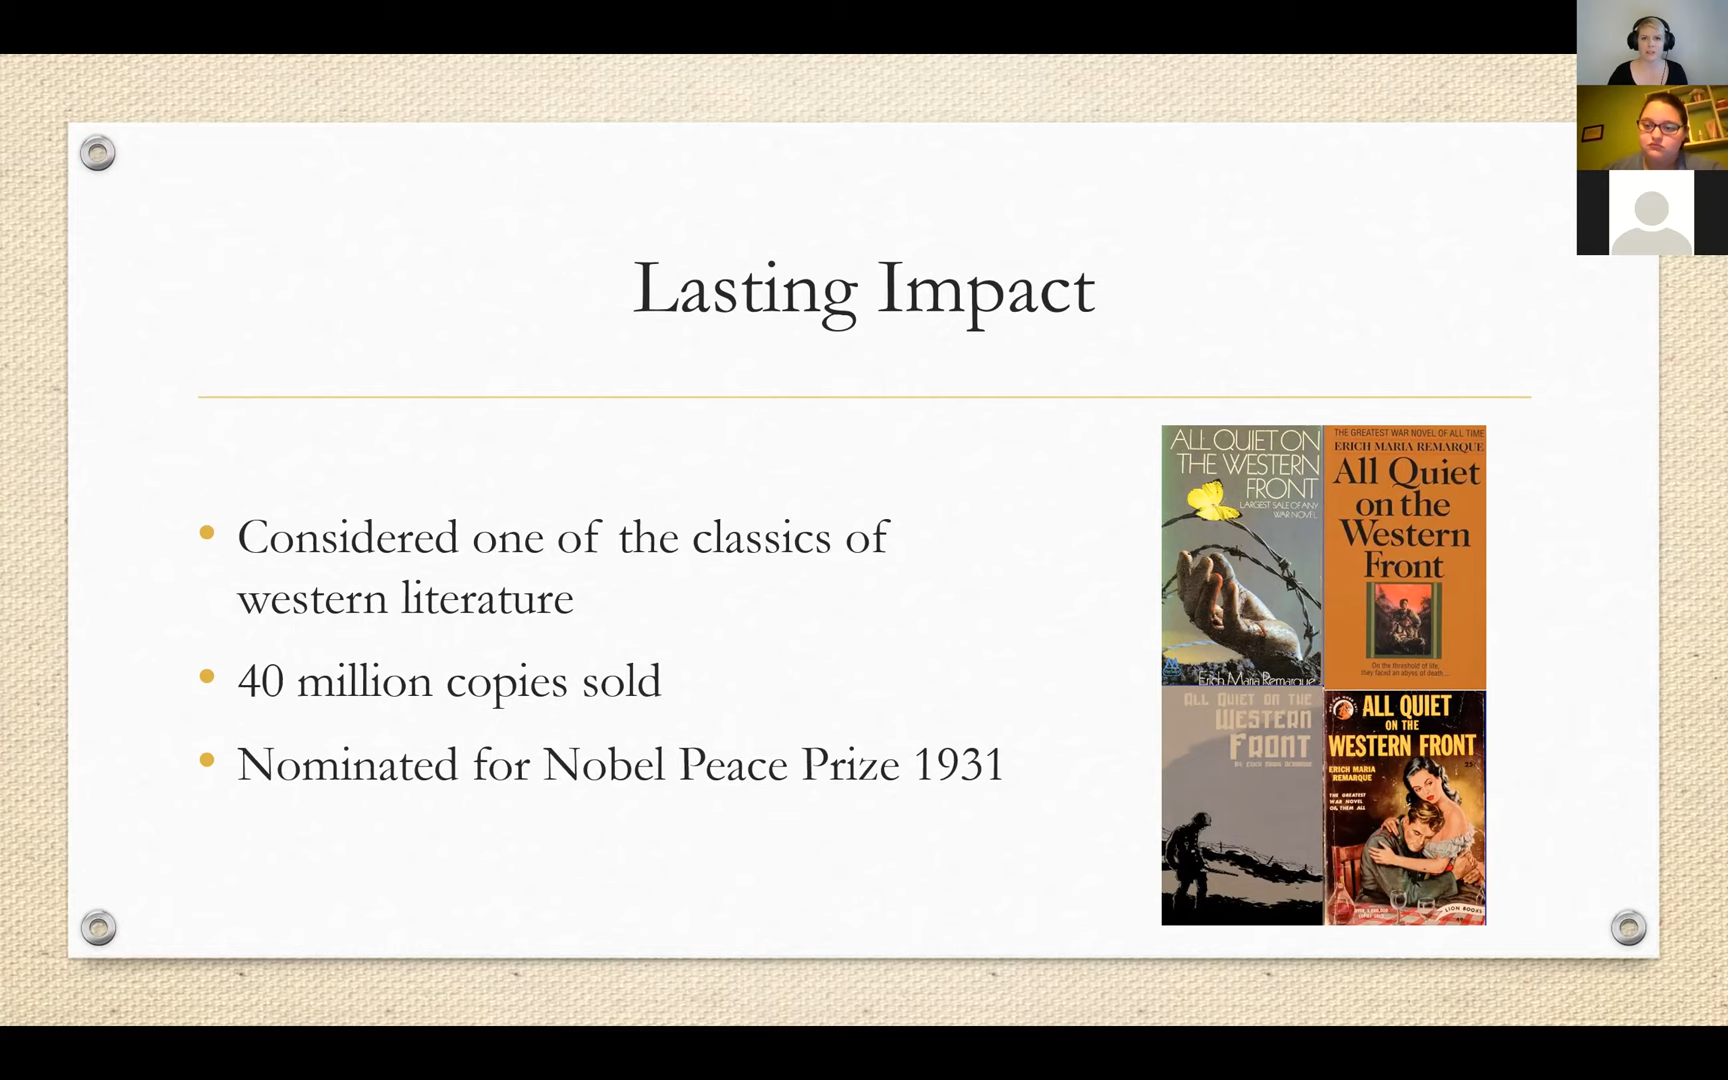 Lasting Impact
Considered one of the classics of
western literature
40 million copies sold
Nominated for Nobel Peace Prize 1931
ALL QUIET ON
THE WESTERN
FRONT
LARGEST SALE OF ANY
WAR NOVEL
Erich Maria Remarque
THE GREATEST WAR NOVEL OF ALL TIME
ERICH MARIA REMARQUE
All Quiet
on the
Western
Front
On the threshold of life,
they faced an abyss of death...
ALL QUIET ON THE
WESTERN
FRONT
BY ERICH MARIA REMARQUE
ALL QUIET
ON THE
WESTERN FRONT
25
ERICH MARIA
REMARQUE
THE GREATEST
WAR NOVEL
OF THEM ALL
LION BOOKS